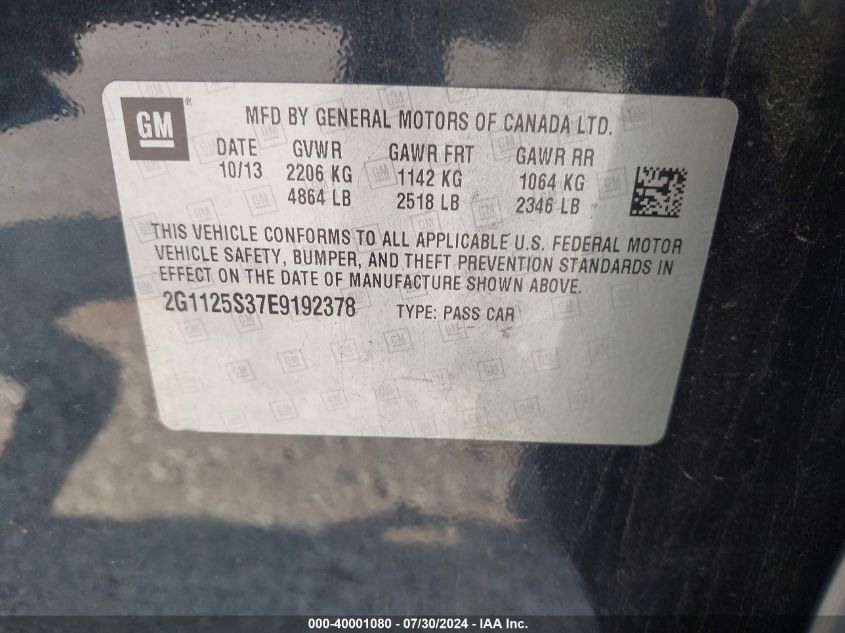 GM®
MFD BY GENERAL MOTORS OF CANADA LTD.
DATE GVWR GAWR FRT GAWR RR
10/13 2206 KG 1142 KG 1064 KG
4864 LB 2518 LB 2346 LB
THIS VEHICLE CONFORMS TO ALL APPLICABLE U.S. FEDERAL MOTOR
VEHICLE SAFETY, BUMPER, AND THEFT PREVENTION STANDARDS IN
EFFECT ON THE DATE OF MANUFACTURE SHOWN ABOVE.
2G1125S37E9192378 TYPE: PASS CAR
000-40001080 / 07/30/2024 - IAA Inc.